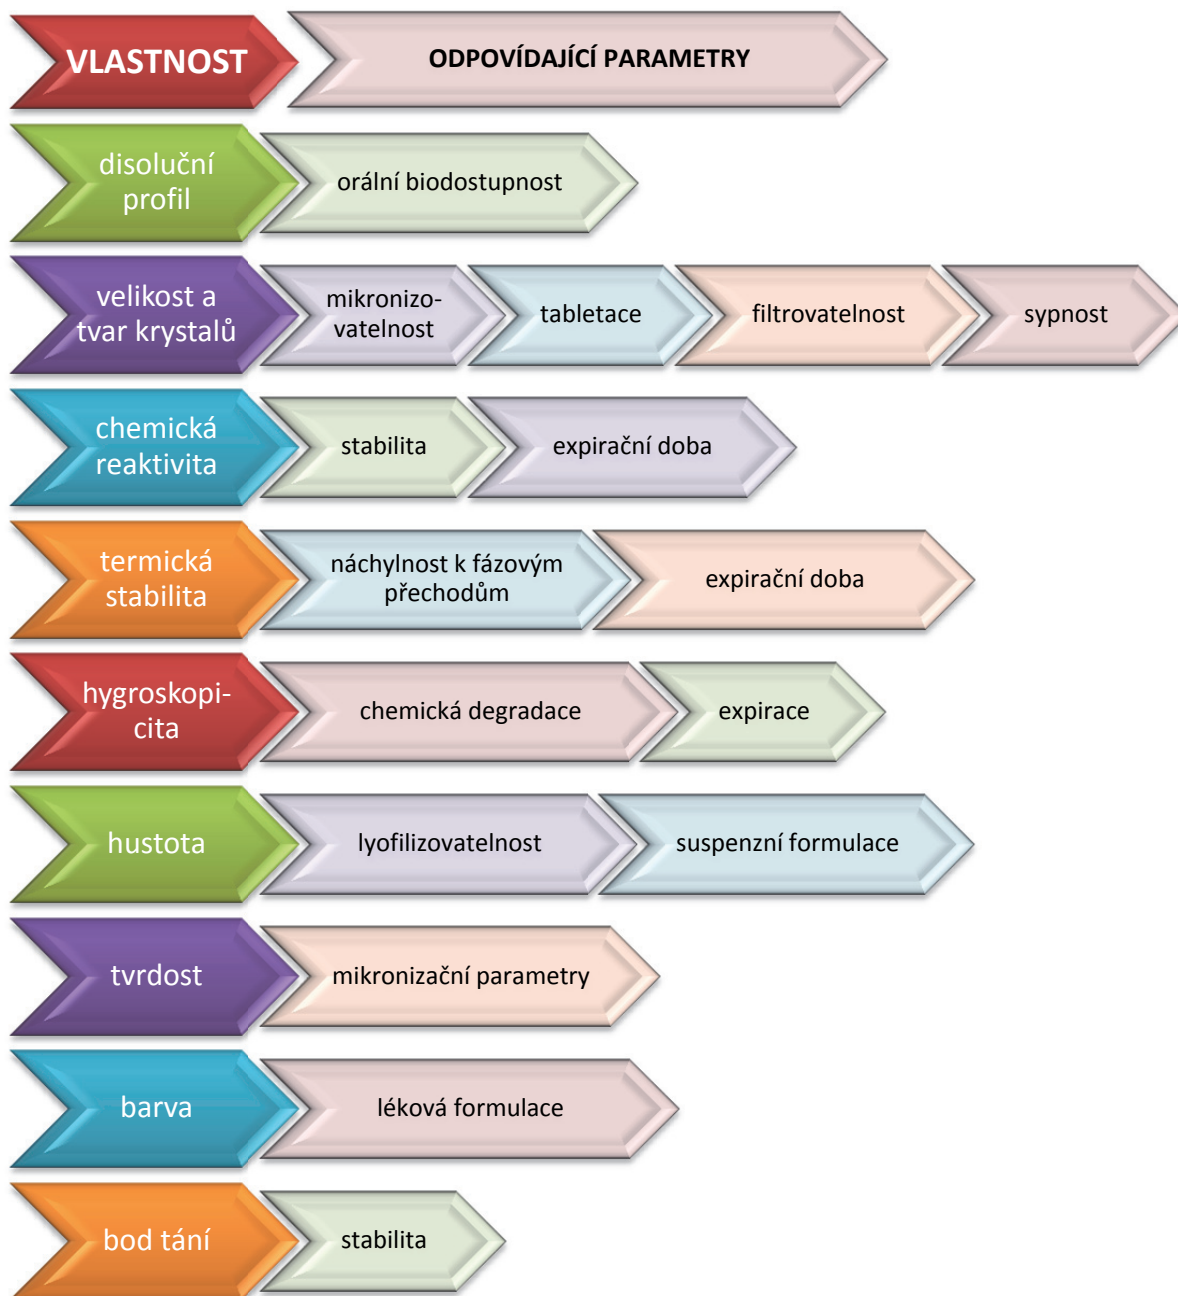 VLASTNOST
ODPOVÍDAJÍCÍ PARAMETRY
disoluční
profil
orální biodostupnost
velikost a
tvar krystalů
mikronizo-
vatelnost
tabletace
filtrovatelnost
sypnost
chemická
reaktivita
stabilita
expirační doba
termická
stabilita
náchylnost k fázovým
přechodům
expirační doba
hygroskopi-
cita
chemická degradace
expirace
hustota
lyofilizovatelnost
suspenzní formulace
tvrdost
mikronizační parametry
barva
léková formulace
bod tání
stabilita